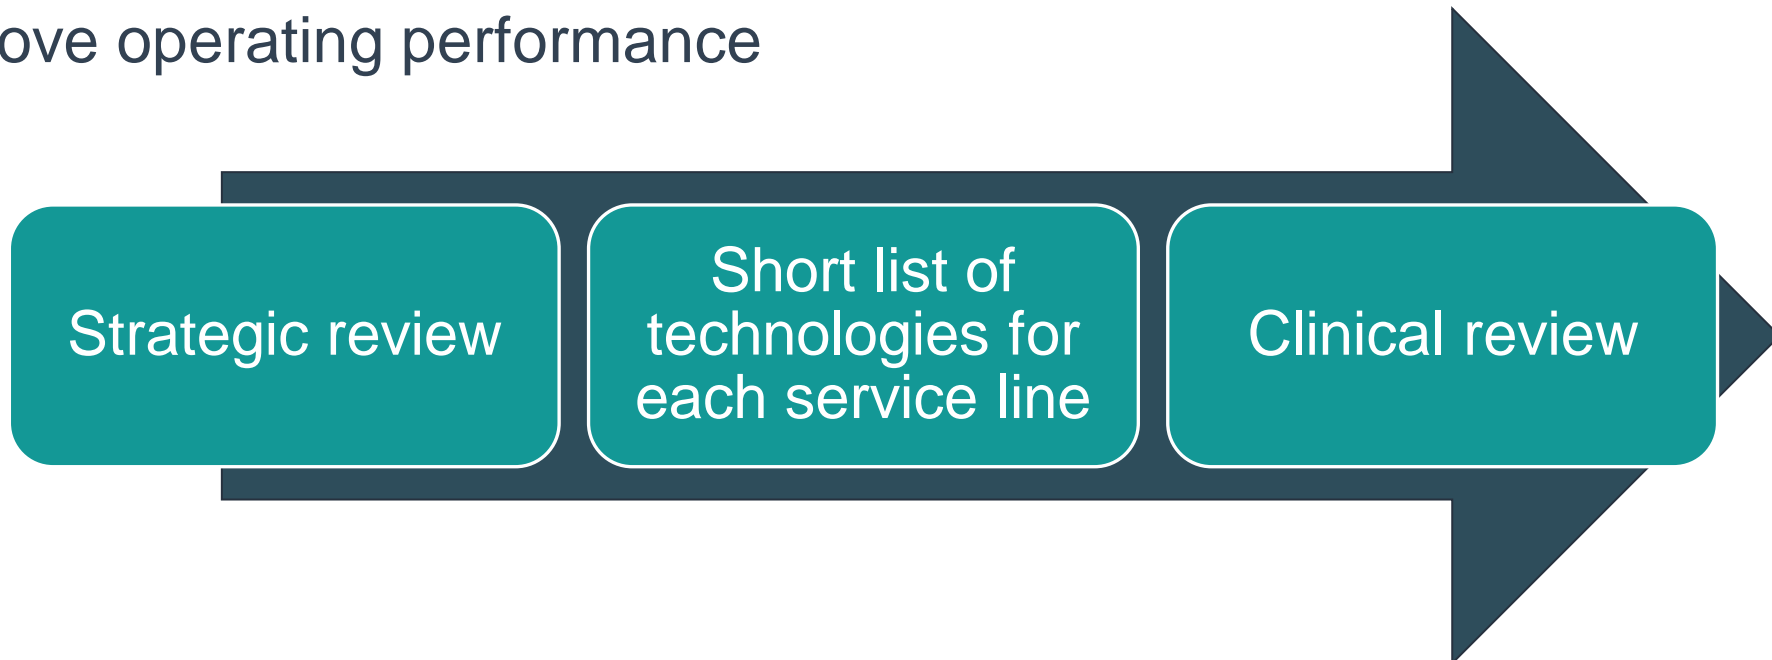 ove operating performance
Strategic review
Short list of
technologies for
each service line
Clinical review